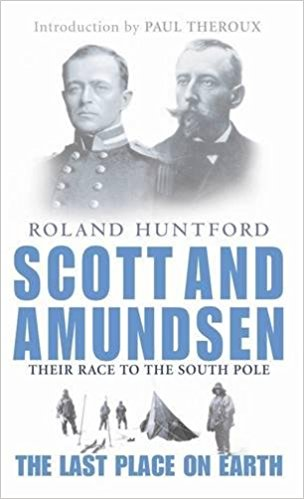 Introduction by PAUL THEROUX
ROLAND HUNTFORD
SCOTT AND
AMUNDSEN
THEIR RACE TO THE SOUTH POLE
THE LAST PLACE ON EARTH